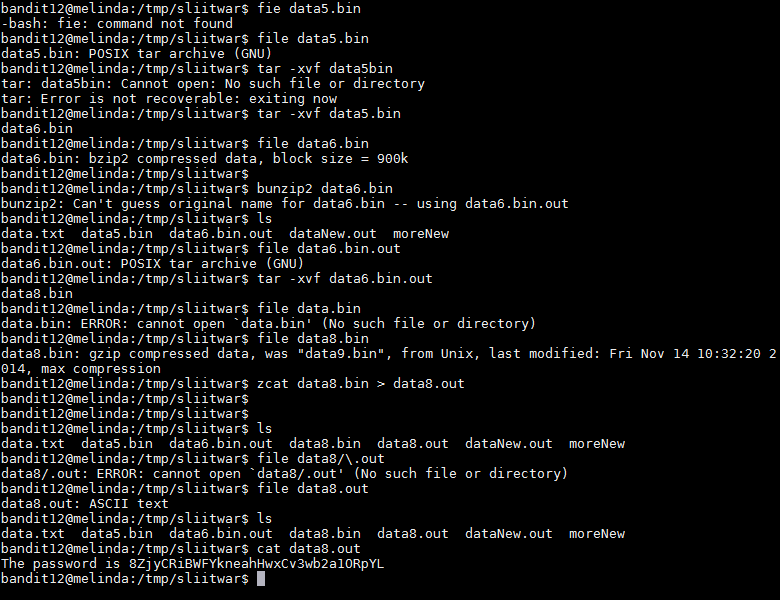 bandit12@melinda:/tmp/sliitwar$ fie data5.bin
-bash: fie: command not found
bandit12@melinda:/tmp/sliitwar$ file data5.bin
data5.bin: POSIX tar archive (GNU)
bandit12@melinda:/tmp/sliitwar$ tar -xvf data5bin
tar: data5bin: Cannot open: No such file or directory
tar: Error is not recoverable: exiting now
bandit12@melinda:/tmp/sliitwar$ tar -xvf data5.bin
data6.bin
bandit12@melinda:/tmp/sliitwar$ file data6.bin
data6.bin: bzip2 compressed data, block size = 900k
bandit12@melinda:/tmp/sliitwar$
bandit12@melinda:/tmp/sliitwar$ bunzip2 data6.bin
bunzip2: Can't guess original name for data6.bin -- using data6.bin.out
bandit12@melinda:/tmp/sliitwar$ ls
data.txt  data5.bin  data6.bin.out  dataNew.out  moreNew
bandit12@melinda:/tmp/sliitwar$ file data6.bin.out
data6.bin.out: POSIX tar archive (GNU)
bandit12@melinda:/tmp/sliitwar$ tar -xvf data6.bin.out
data8.bin
bandit12@melinda:/tmp/sliitwar$ file data.bin
data.bin: ERROR: cannot open `data.bin' (No such file or directory)
bandit12@melinda:/tmp/sliitwar$ file data8.bin
data8.bin: gzip compressed data, was "data9.bin", from Unix, last modified: Fri Nov 14 10:32:20 2
014, max compression
bandit12@melinda:/tmp/sliitwar$ zcat data8.bin > data8.out
bandit12@melinda:/tmp/sliitwar$
bandit12@melinda:/tmp/sliitwar$
bandit12@melinda:/tmp/sliitwar$ ls
data.txt  data5.bin  data6.bin.out  data8.bin  data8.out  dataNew.out  moreNew
bandit12@melinda:/tmp/sliitwar$ file data8/\.out
data8/.out: ERROR: cannot open `data8/.out' (No such file or directory)
bandit12@melinda:/tmp/sliitwar$ file data8.out
data8.out: ASCII text
bandit12@melinda:/tmp/sliitwar$ ls
data.txt  data5.bin  data6.bin.out  data8.bin  data8.out  dataNew.out  moreNew
bandit12@melinda:/tmp/sliitwar$ cat data8.out
The password is 8ZjyCRiBWFYkneahHwxCv3wb2a1ORpYL
bandit12@melinda:/tmp/sliitwar$